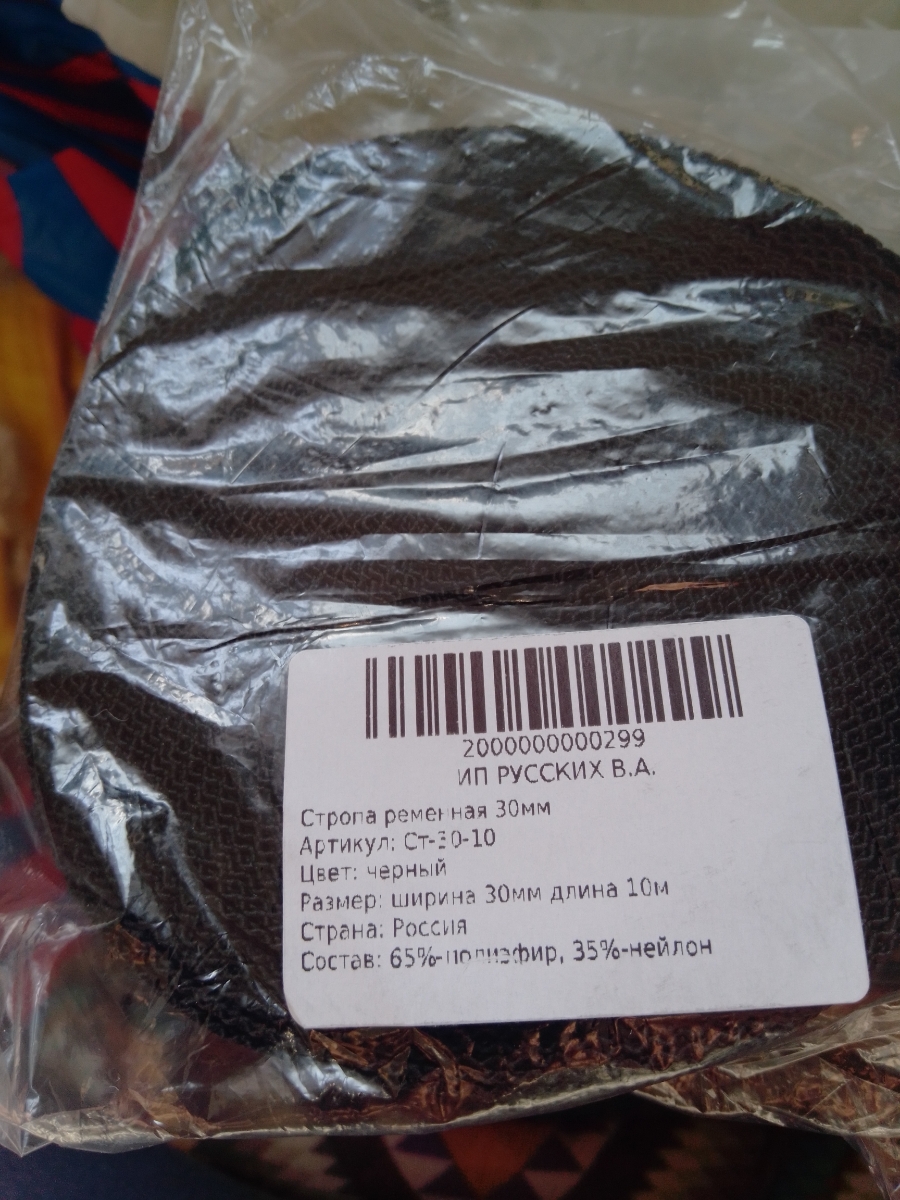 2000000000299
ИП РУССКИХ В.А.
Стропа ременная 30мм
Артикул: Ст-30-10
Цвет: черный
Размер: ширина 30мм длина 10м
Страна: Россия
Состав: 65%-полиэфир, 35%-нейлон